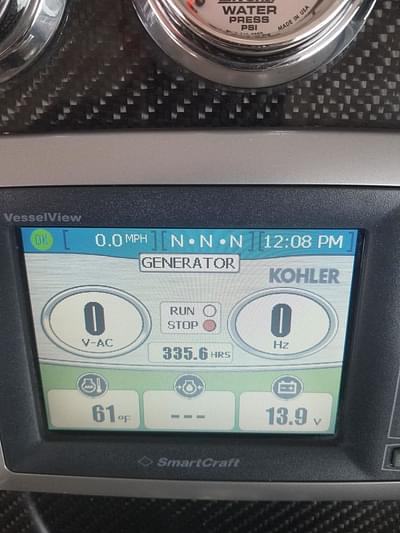 WATER
PRESS
PSI
MADE IN USA
VesselView
OK [ 0.0 MPH ] [ N • N • N ] [ 12:08 PM ]
GENERATOR
KOHLER
0
V-AC
RUN
STOP
0
Hz
335.6 HRS
61 °F
---
13.9 V
SmartCraft